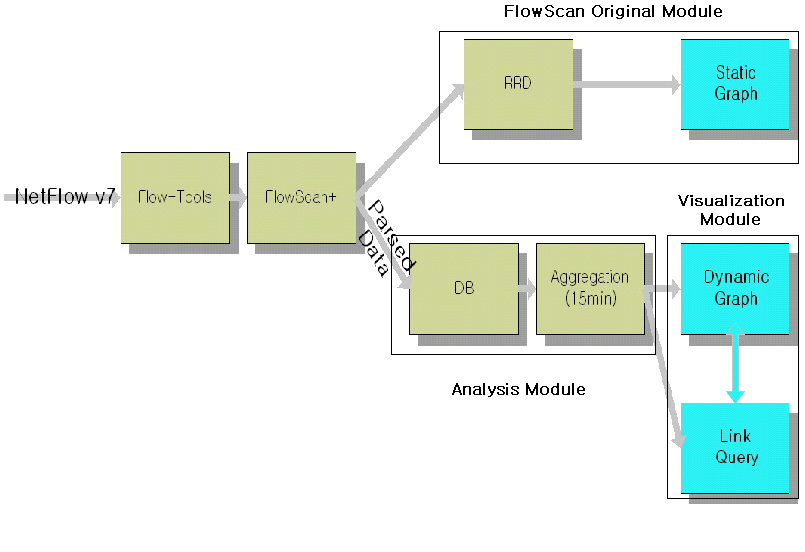 FlowScan Original Module
RRD
Static
Graph
NetFlow v7
Flow-Tools
FlowScan+
Parsed
Data
Visualization
Module
DB
Aggregation
(15min)
Dynamic
Graph
Analysis Module
Link
Query